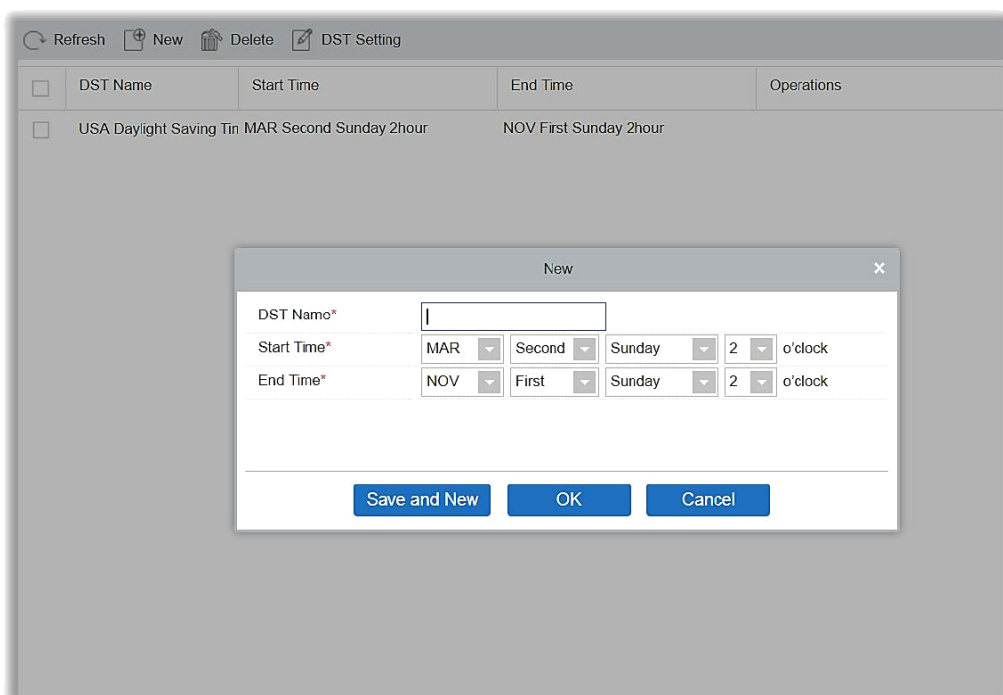 Refresh New Delete DST Setting
DST Name Start Time End Time Operations
USA Daylight Saving Tin MAR Second Sunday 2hour NOV First Sunday 2hour
New
DST Name*
Start Time* MAR Second Sunday 2 o'clock
End Time* NOV First Sunday 2 o'clock
Save and New OK Cancel